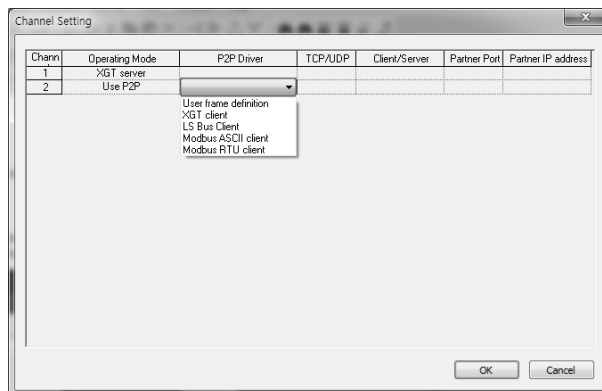 Channel Setting
Chann Operating Mode P2P Driver TCP/UDP Client/Server Partner Port Partner IP address
1 XGT server
2 Use P2P
User frame definition
XGT client
LS Bus Client
Modbus ASCII client
Modbus RTU client
OK Cancel